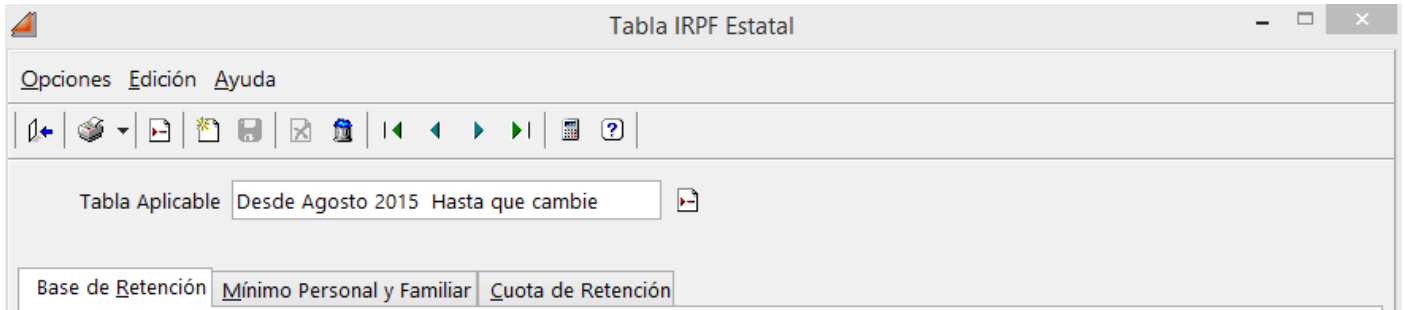 Tabla IRPF Estatal
Opciones Edición Ayuda
Tabla Aplicable Desde Agosto 2015 Hasta que cambie
Base de Retención Mínimo Personal y Familiar Cuota de Retención